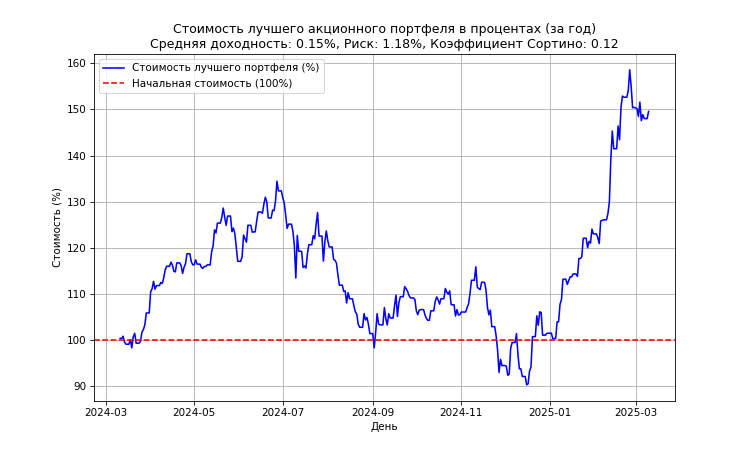 Стоимость лучшего акционного портфеля в процентах (за год)
Средняя доходность: 0.15%, Риск: 1.18%, Коэффициент Сортино: 0.12
Стоимость лучшего портфеля (%)
Начальная стоимость (100%)
Стоимость (%)
160
150
140
130
120
110
100
90
2024-03 2024-05 2024-07 2024-09 2024-11 2025-01 2025-03
День